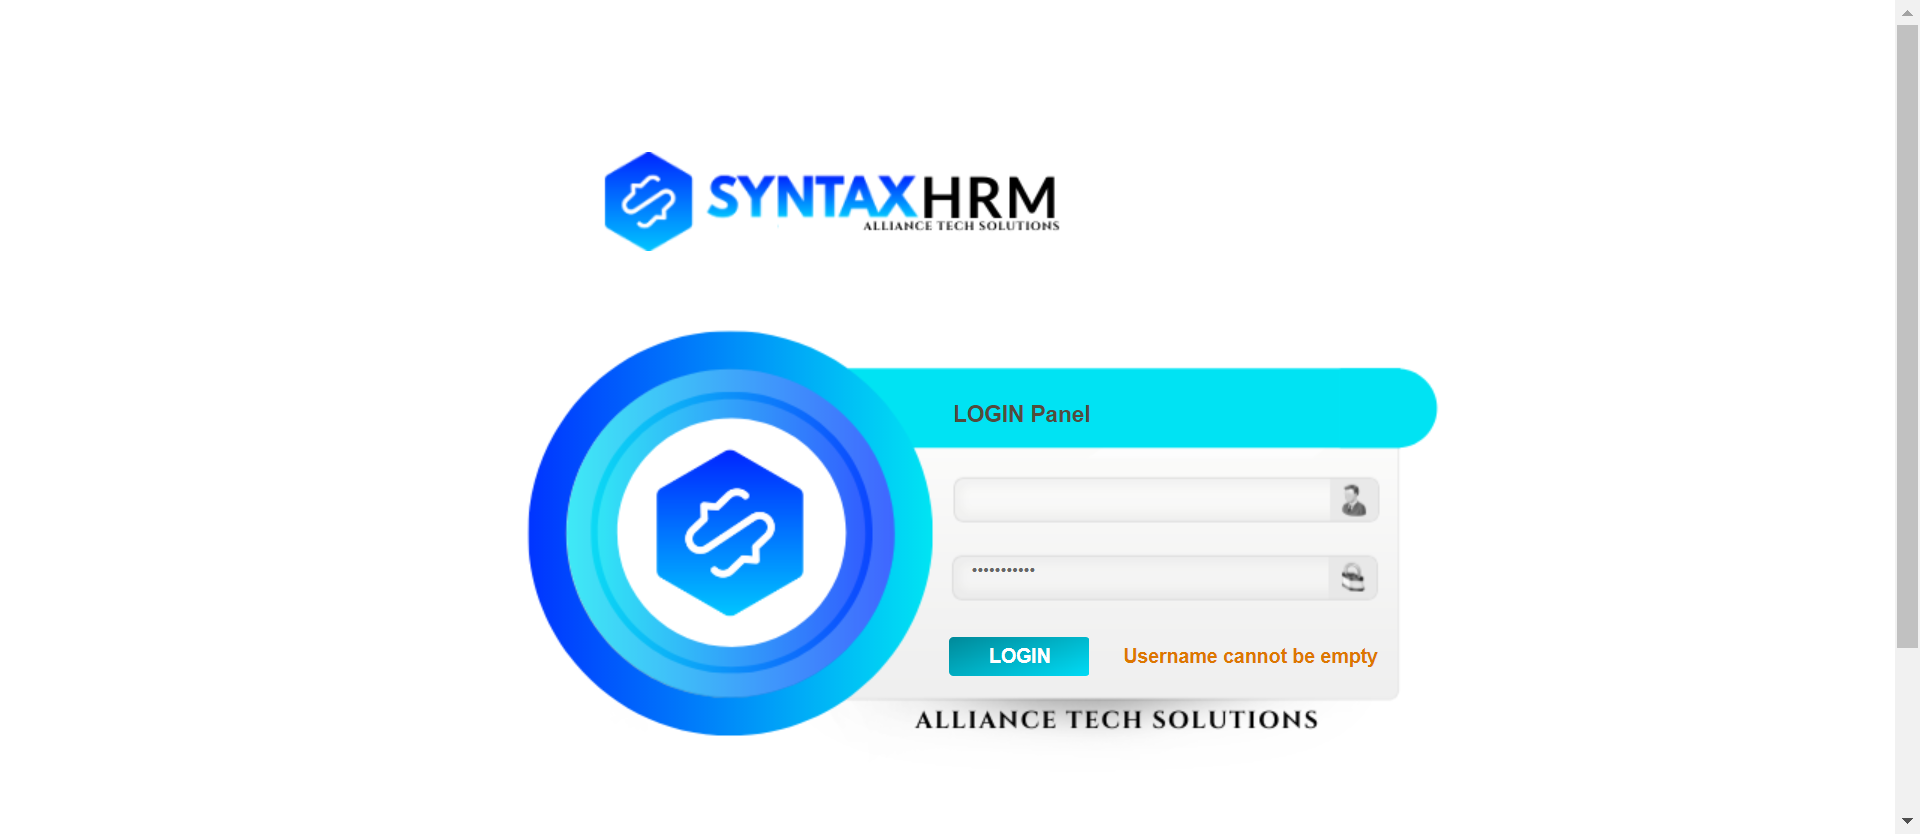 SYNTAXHRM
ALLIANCE TECH SOLUTIONS
LOGIN Panel
•••••••••••
LOGIN Username cannot be empty
ALLIANCE TECH SOLUTIONS